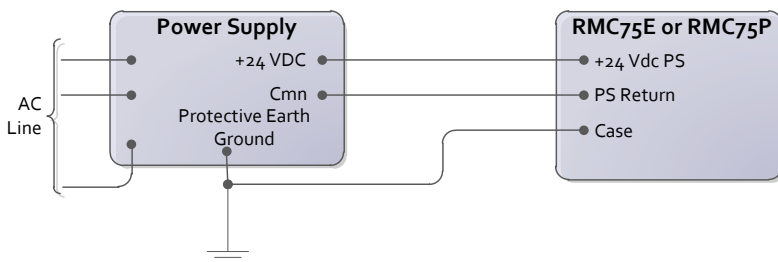 Power Supply
RMC75E or RMC75P
+24 VDC
+24 Vdc PS
AC
Line
Cmn
PS Return
Protective Earth
Ground
Case